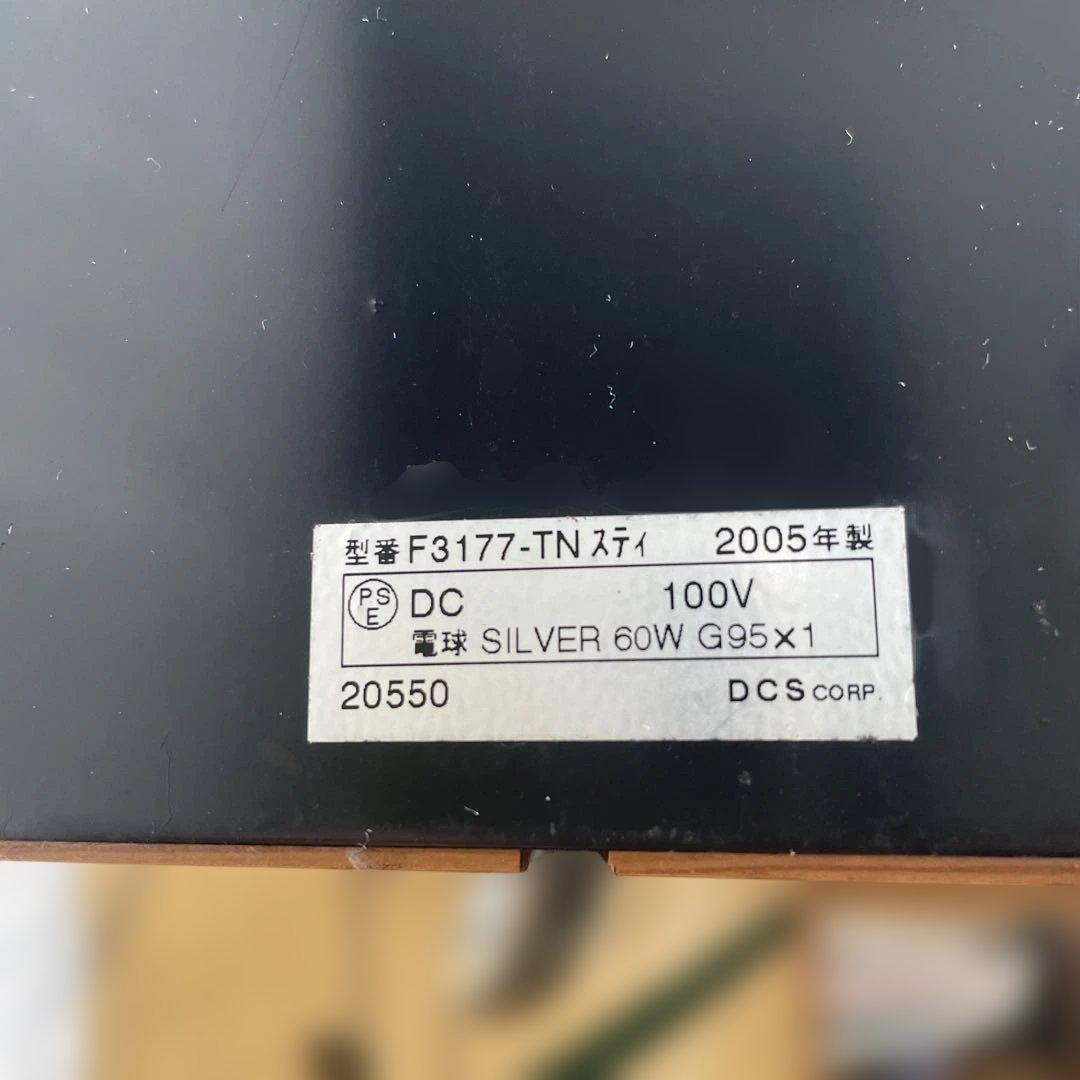 型番 F3177-TN スティ 2005年製
PSE DC 100V
電球 SILVER 60W G95×1
20550 DCS CORP.